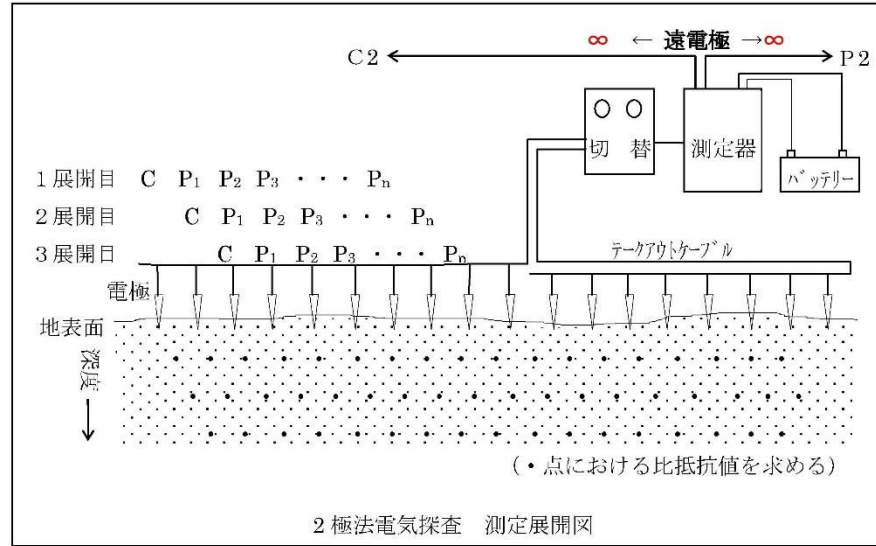 ∞ ← 遠電極 →∞
C2 P2
切 替 測定器
バッテリー
1展開目 C P₁ P₂ P₃ ・・・ Pₙ
2展開目 C P₁ P₂ P₃ ・・・ Pₙ
3展開目 C P₁ P₂ P₃ ・・・ Pₙ
テークアウトケーブル
電極
地表面
深度
(・点における比抵抗値を求める)
2極法電気探査 測定展開図